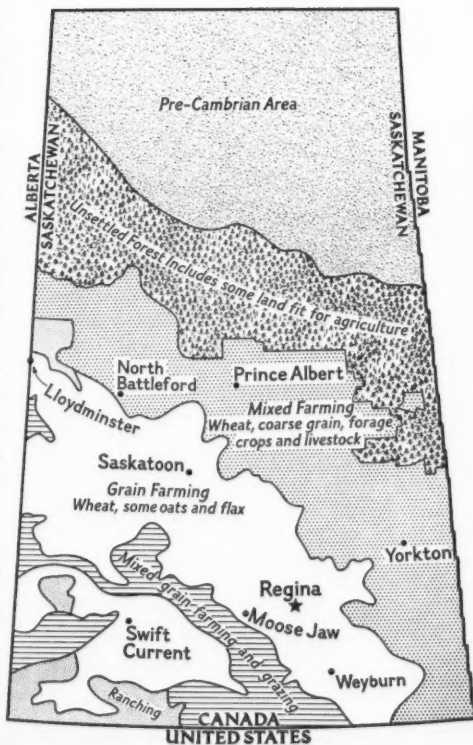 Pre-Cambrian Area
ALBERTA
SASKATCHEWAN
MANITOBA
SASKATCHEWAN
Unsettled Forest Includes some land fit for agriculture
North
Battleford
Prince Albert
Lloydminster
Mixed Farming
Wheat, coarse grain, forage
crops and livestock
Saskatoon
Grain Farming
Wheat, some oats and flax
Yorkton
Mixed grain-farming and grazing
Regina
Moose Jaw
Swift
Current
Weyburn
Ranching
CANADA
UNITED STATES